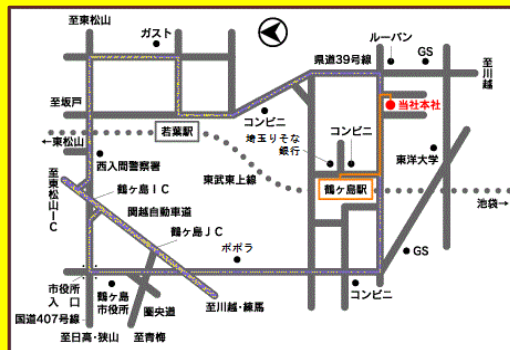 至東松山
ガスト
ルーパン
GS
県道39号線
至川越
至坂戸
コンビニ
当社本社
若葉駅
埼玉りそな
銀行
コンビニ
←東松山
東洋大学
西入間警察署
東武東上線
至東松山IC
鶴ヶ島IC
鶴ヶ島駅
池袋→
関越自動車道
鶴ヶ島JC
ポポラ
GS
市役所
入口
鶴ヶ島
市役所
圏央道
至川越・練馬
コンビニ
国道407号線
至日高・狭山
至青梅